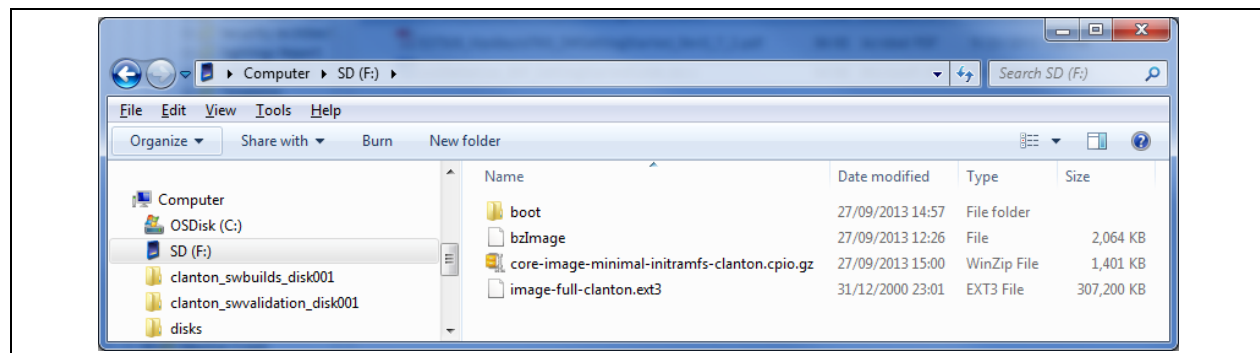 Computer ▸ SD (F:) ▸
Search SD (F:)
File Edit View Tools Help
Organize ▾ Share with ▾ Burn New folder
Name Date modified Type Size
Computer
OSDisk (C:)
SD (F:)
clanton_swbuilds_disk001
clanton_swvalidation_disk001
disks
boot 27/09/2013 14:57 File folder
bzImage 27/09/2013 12:26 File 2,064 KB
core-image-minimal-initramfs-clanton.cpio.gz 27/09/2013 15:00 WinZip File 1,401 KB
image-full-clanton.ext3 31/12/2000 23:01 EXT3 File 307,200 KB